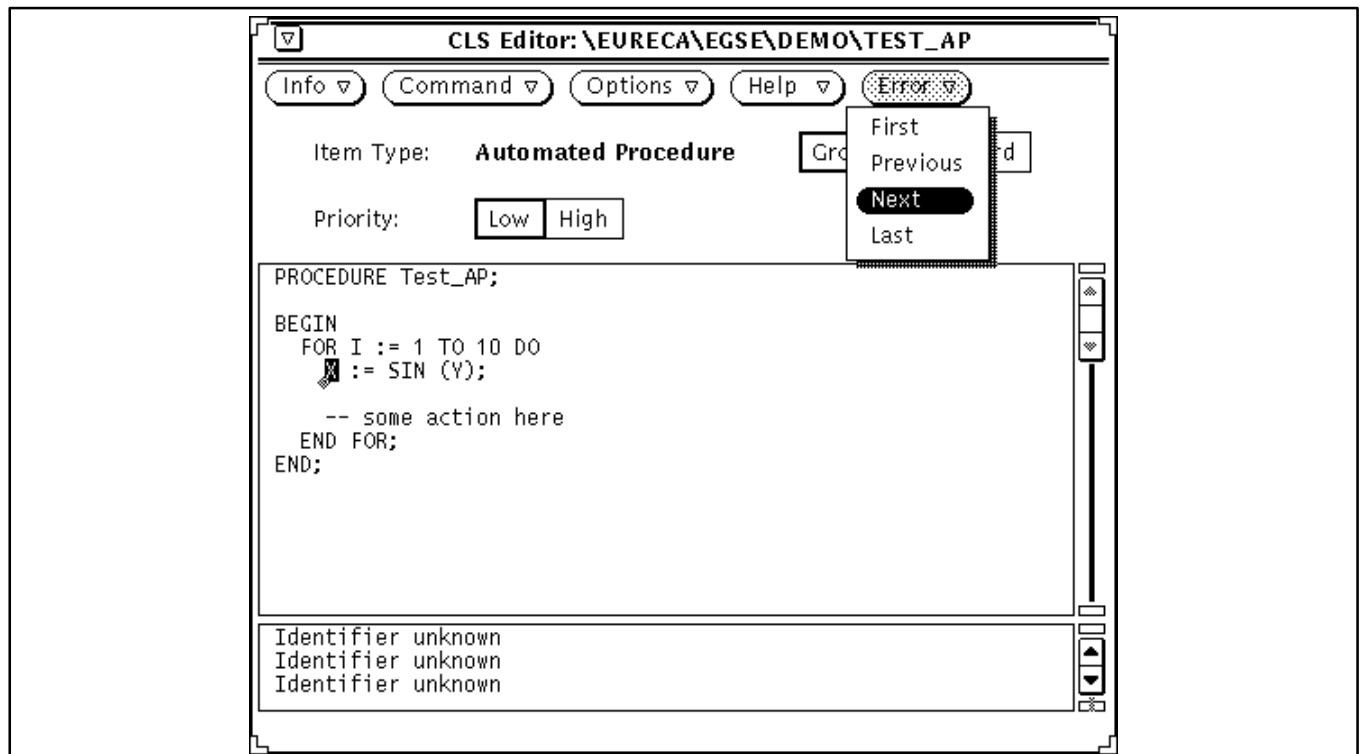 CLS Editor: \EURECA\EGSE\DEMO\TEST_AP
Info Command Options Help Error
First
Previous
Next
Last
Item Type: Automated Procedure
Priority: Low High
PROCEDURE Test_AP;
BEGIN
FOR I := 1 TO 10 DO
X := SIN (Y);
-- some action here
END FOR;
END;
Identifier unknown
Identifier unknown
Identifier unknown